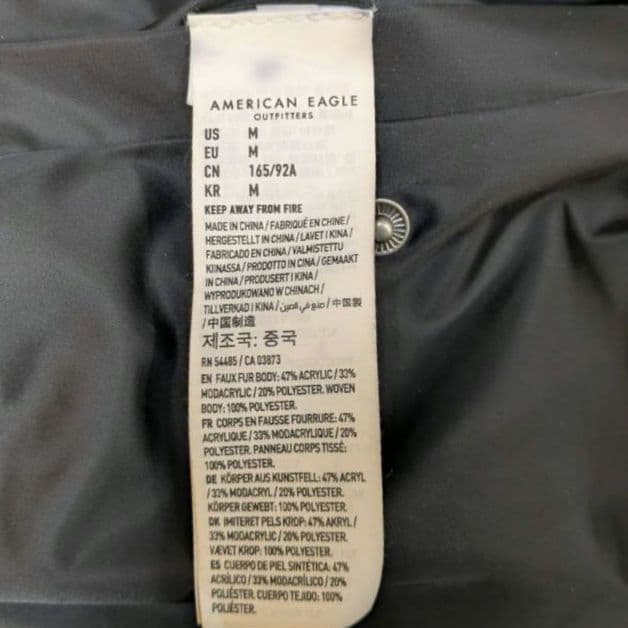 AMERICAN EAGLE
OUTFITTERS
US M
EU M
CN 165/92A
KR M
KEEP AWAY FROM FIRE
MADE IN CHINA / FABRIQUÉ EN CHINE /
HERGESTELLT IN CHINA / LAVET I KINA /
FABRICADO EN CHINA / VALMISTETTU
KIINASSA / PRODOTTO IN CINA / GEMAAKT
IN CHINA / PRODUSERT I KINA /
WYPRODUKOWANO W CHINACH /
TILLVERKAD I KINA / صنع في الصين / 中国製
/ 中国制造
제조국: 중국
RN 54485 / CA 03873
EN FAUX FUR BODY: 47% ACRYLIC / 33%
MODACRYLIC / 20% POLYESTER. WOVEN
BODY: 100% POLYESTER.
FR CORPS EN FAUSSE FOURRURE: 47%
ACRYLIQUE / 33% MODACRYLIQUE / 20%
POLYESTER. PANNEAU CORPS TISSÉ:
100% POLYESTER.
DE KÖRPER AUS KUNSTFELL: 47% ACRYL
/ 33% MODACRYL / 20% POLYESTER.
KÖRPER GEWEBT: 100% POLYESTER.
DK IMITERET PELS KROP: 47% AKRYL /
33% MODACRYLIC / 20% POLYESTER.
VÆVET KROP: 100% POLYESTER.
ES CUERPO DE PIEL SINTÉTICA: 47%
ACRÍLICO / 33% MODACRÍLICO / 20%
POLIÉSTER. CUERPO TEJIDO: 100%
POLIÉSTER.